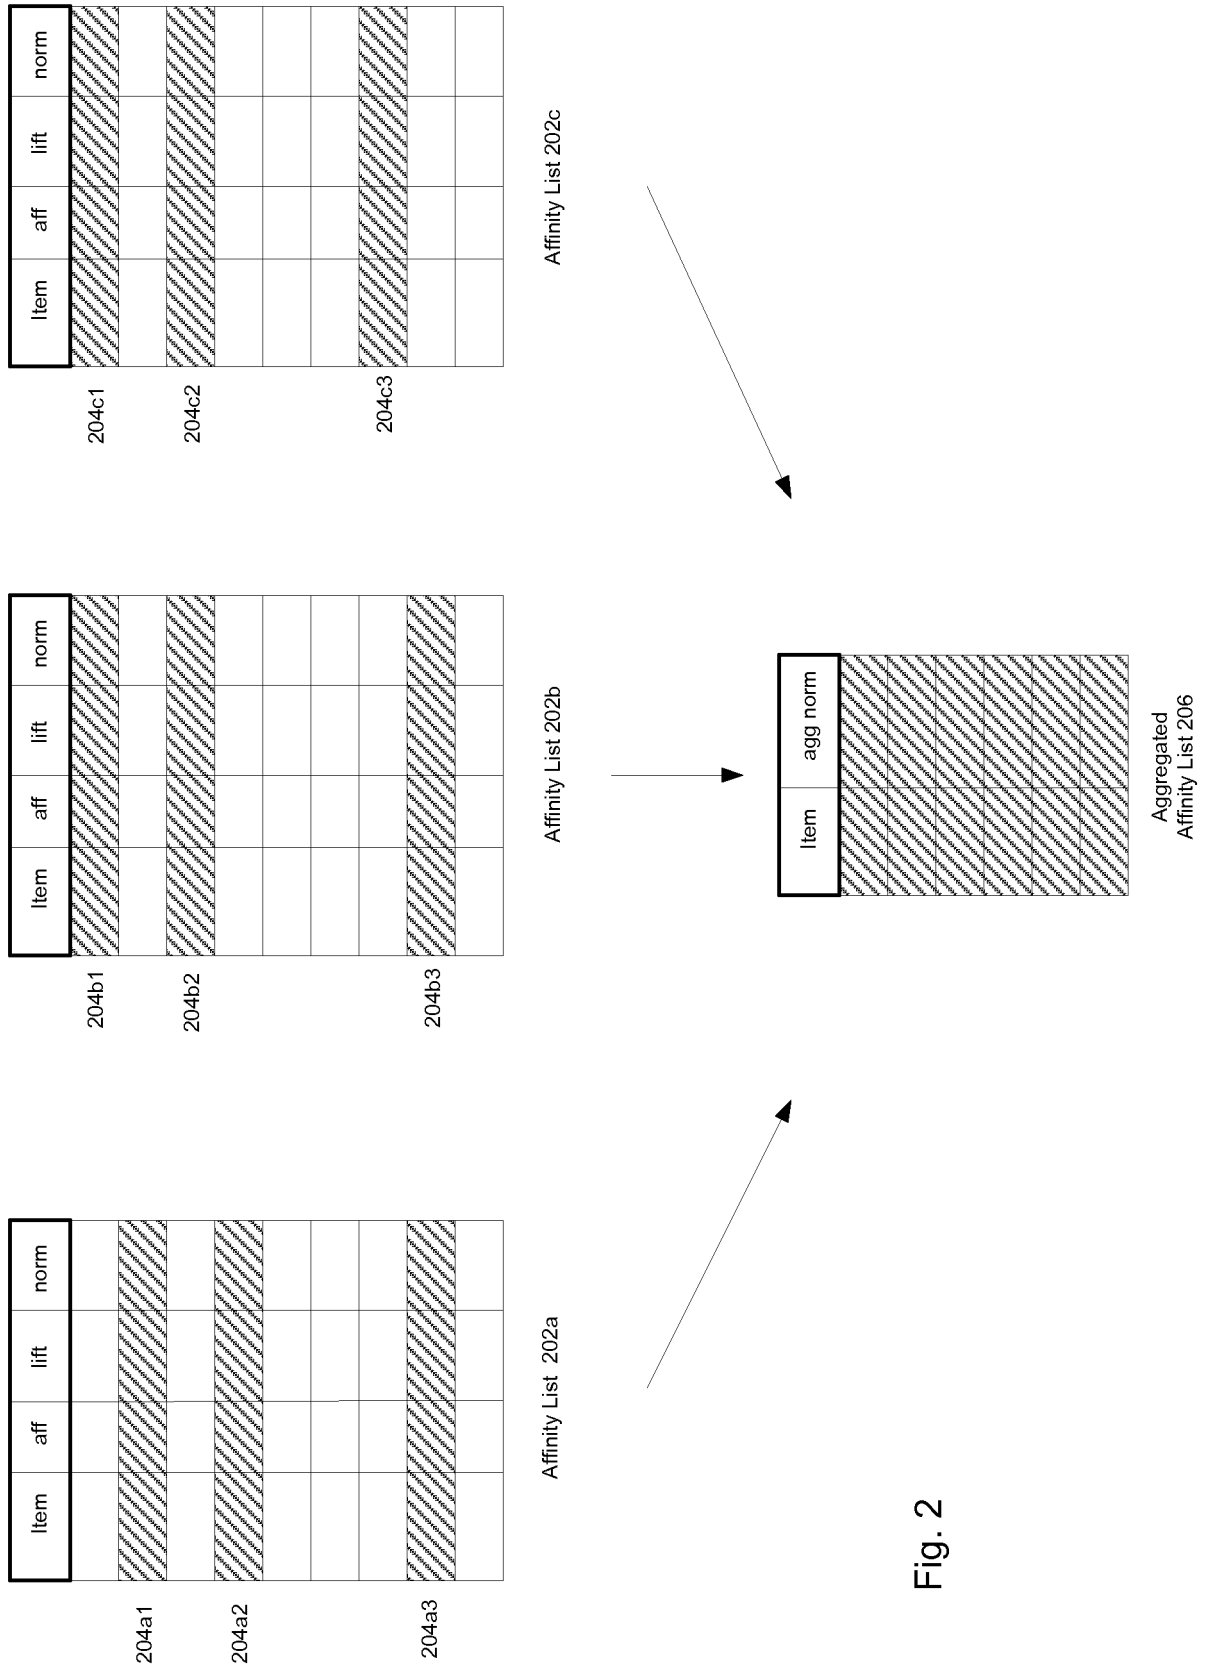 Item aff lift norm
204a1
204a2
204a3
Affinity List 202a
Item aff lift norm
204b1
204b2
204b3
Affinity List 202b
Item aff lift norm
204c1
204c2
204c3
Affinity List 202c
Item agg norm
Aggregated
Affinity List 206
Fig. 2